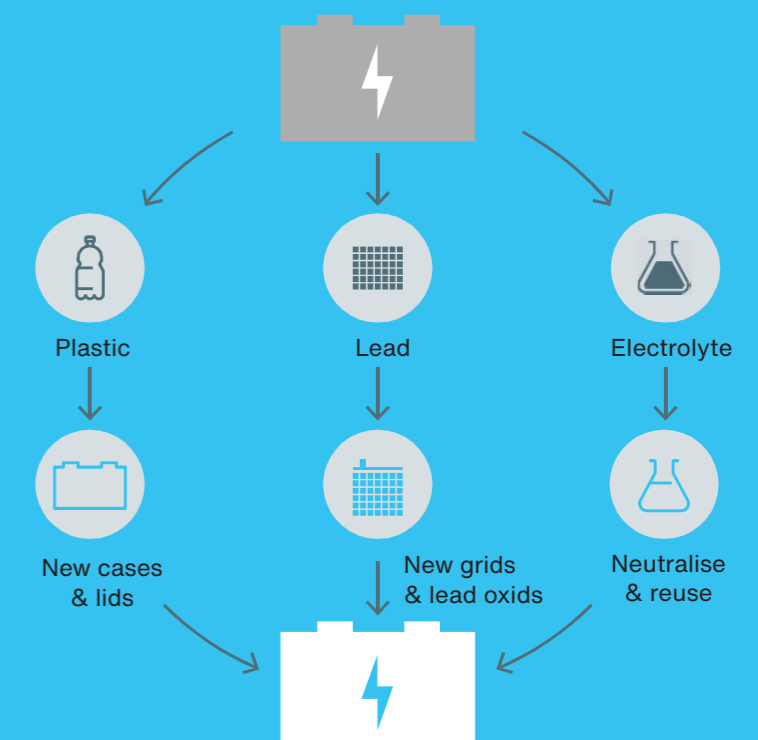 Plastic
Lead
Electrolyte
New cases
& lids
New grids
& lead oxids
Neutralise
& reuse